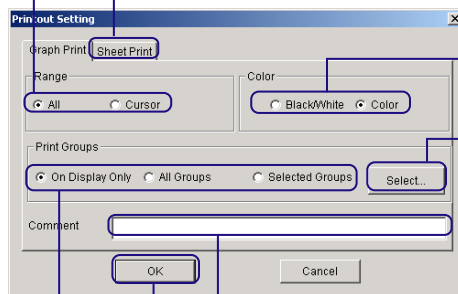 Printout Setting
Graph Print Sheet Print
Range Color
All Cursor Black/White Color
Print Groups
On Display Only All Groups Selected Groups Select...
Comment
OK Cancel